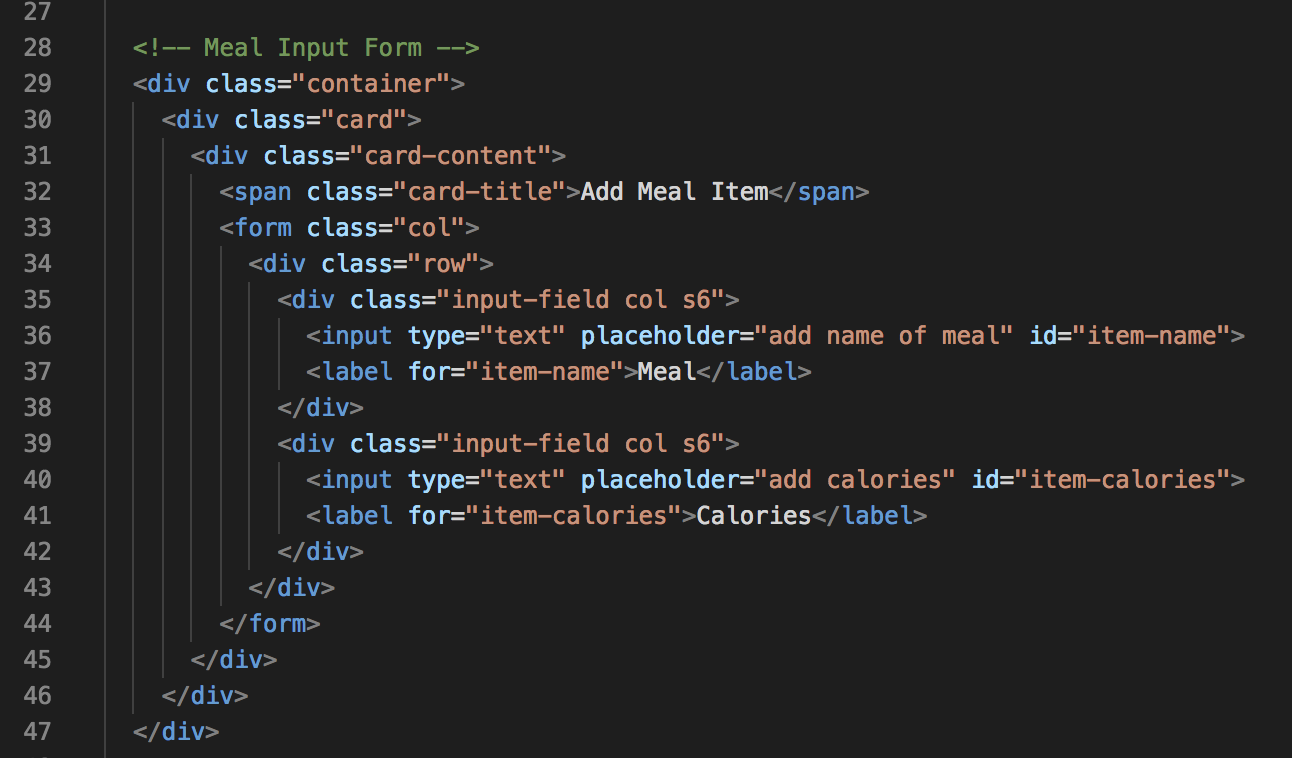 27
28 <!-- Meal Input Form -->
29 <div class="container">
30 <div class="card">
31 <div class="card-content">
32 <span class="card-title">Add Meal Item</span>
33 <form class="col">
34 <div class="row">
35 <div class="input-field col s6">
36 <input type="text" placeholder="add name of meal" id="item-name">
37 <label for="item-name">Meal</label>
38 </div>
39 <div class="input-field col s6">
40 <input type="text" placeholder="add calories" id="item-calories">
41 <label for="item-calories">Calories</label>
42 </div>
43 </div>
44 </form>
45 </div>
46 </div>
47 </div>